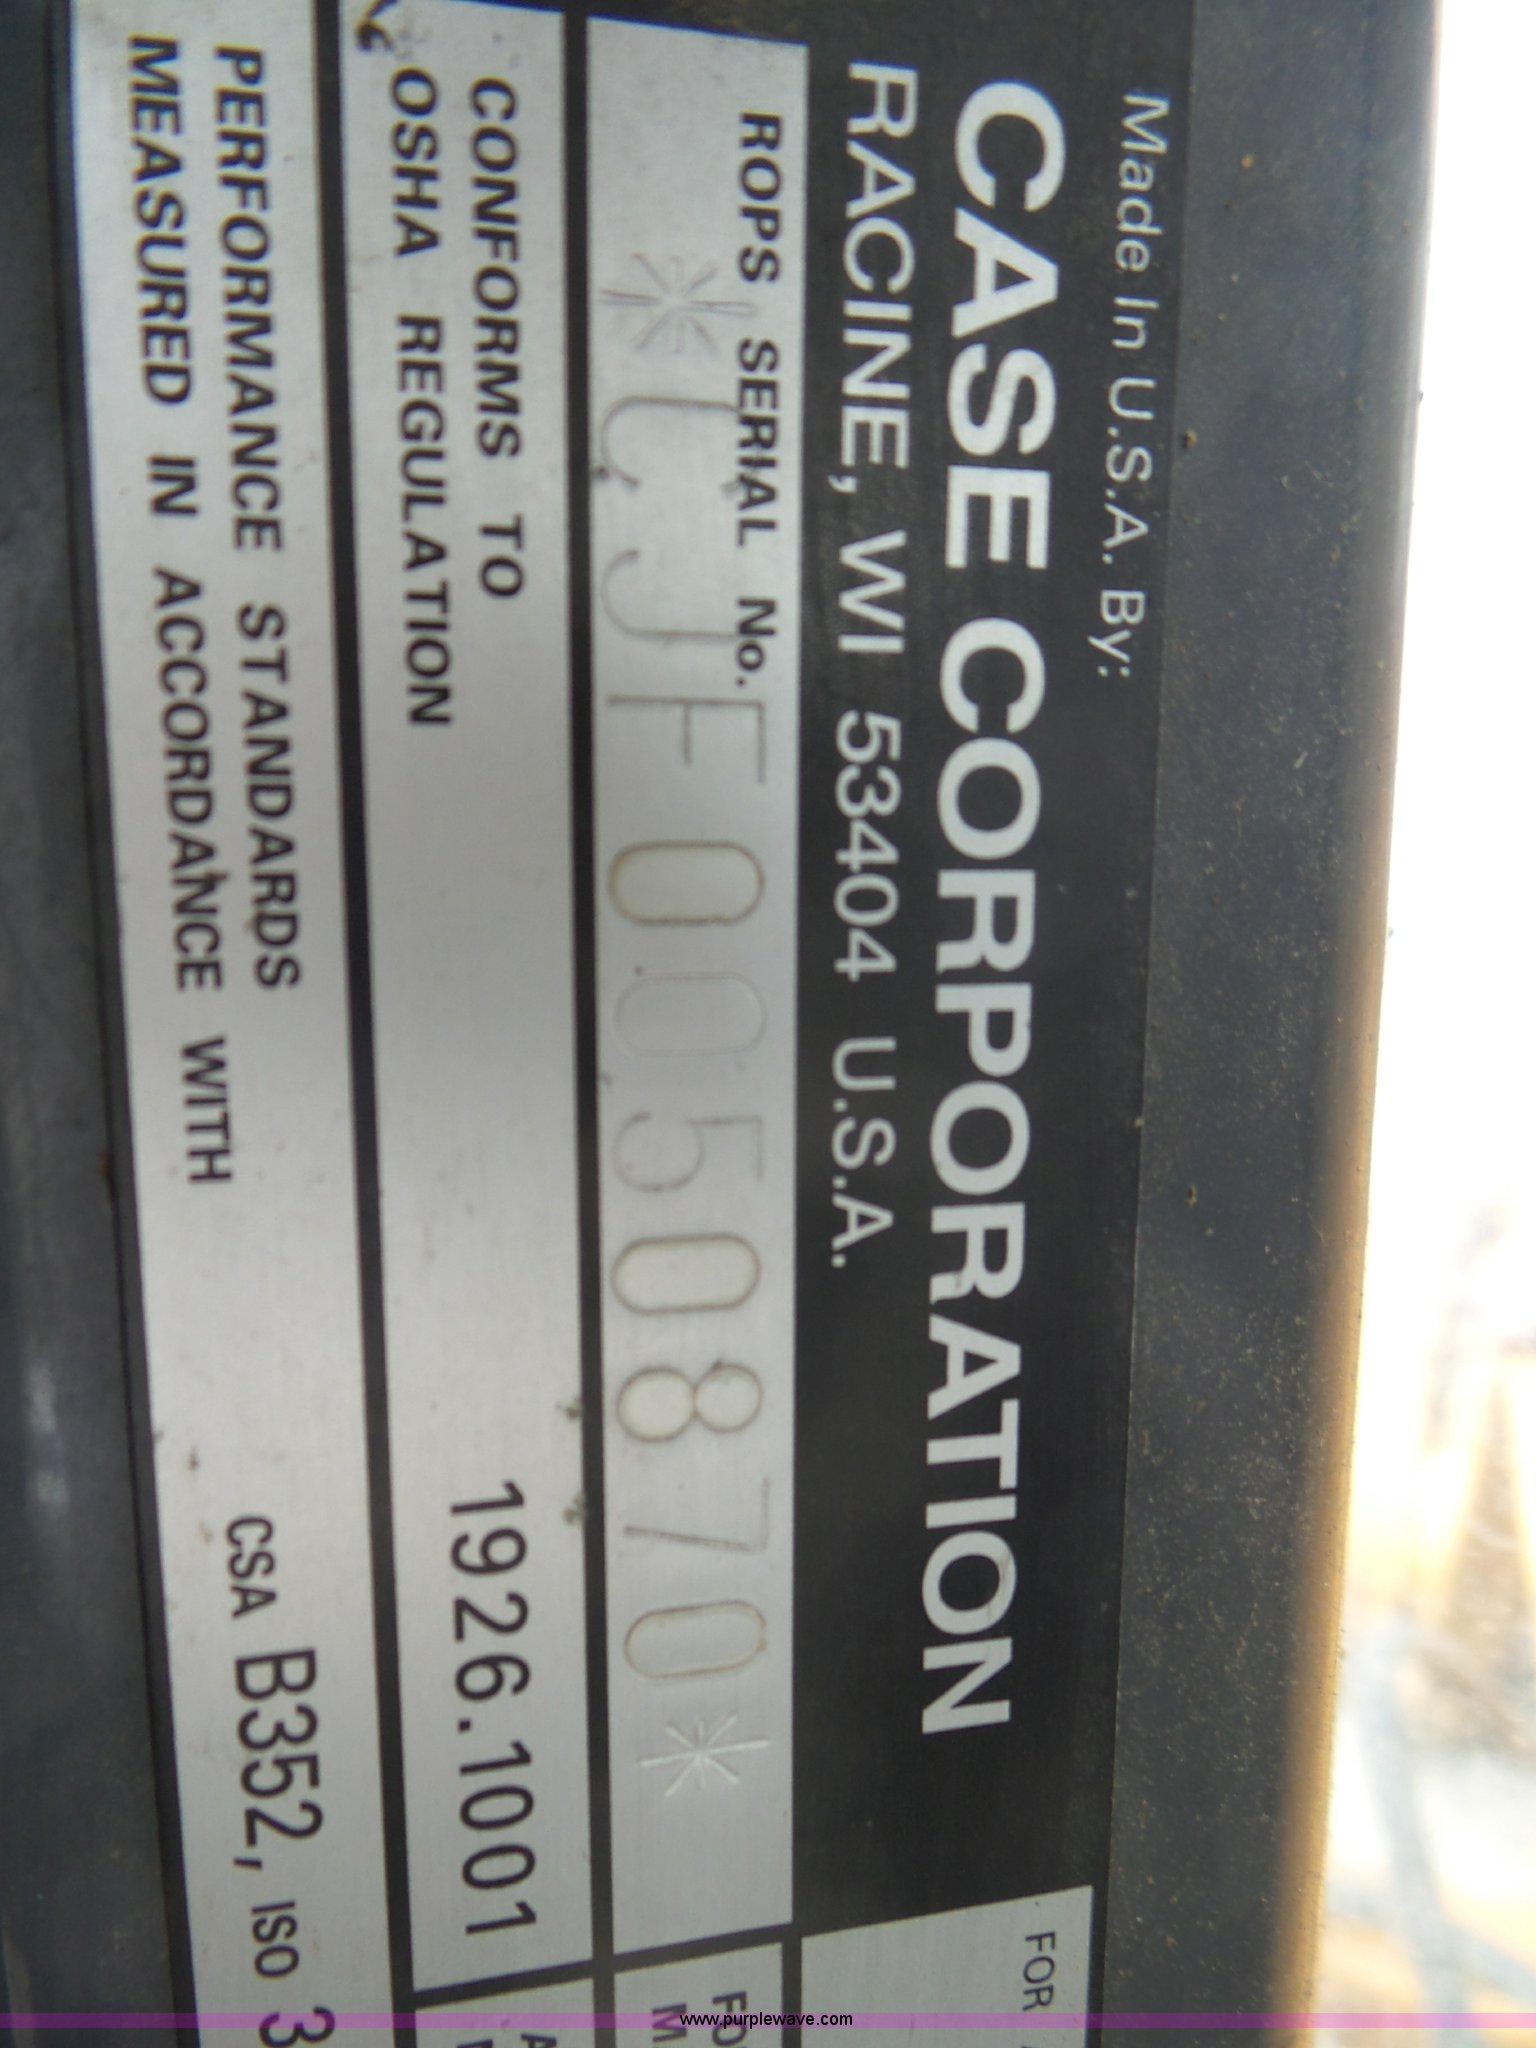 Made In U.S.A. By:
CASE CORPORATION
RACINE, WI 53404 U.S.A.
FOR
ROPS SERIAL No.
*CJF0050870*
CONFORMS TO
OSHA REGULATION
1926.1001
PERFORMANCE STANDARDS
MEASURED IN ACCORDANCE WITH
CSA B352, ISO 3
www.purplewave.com